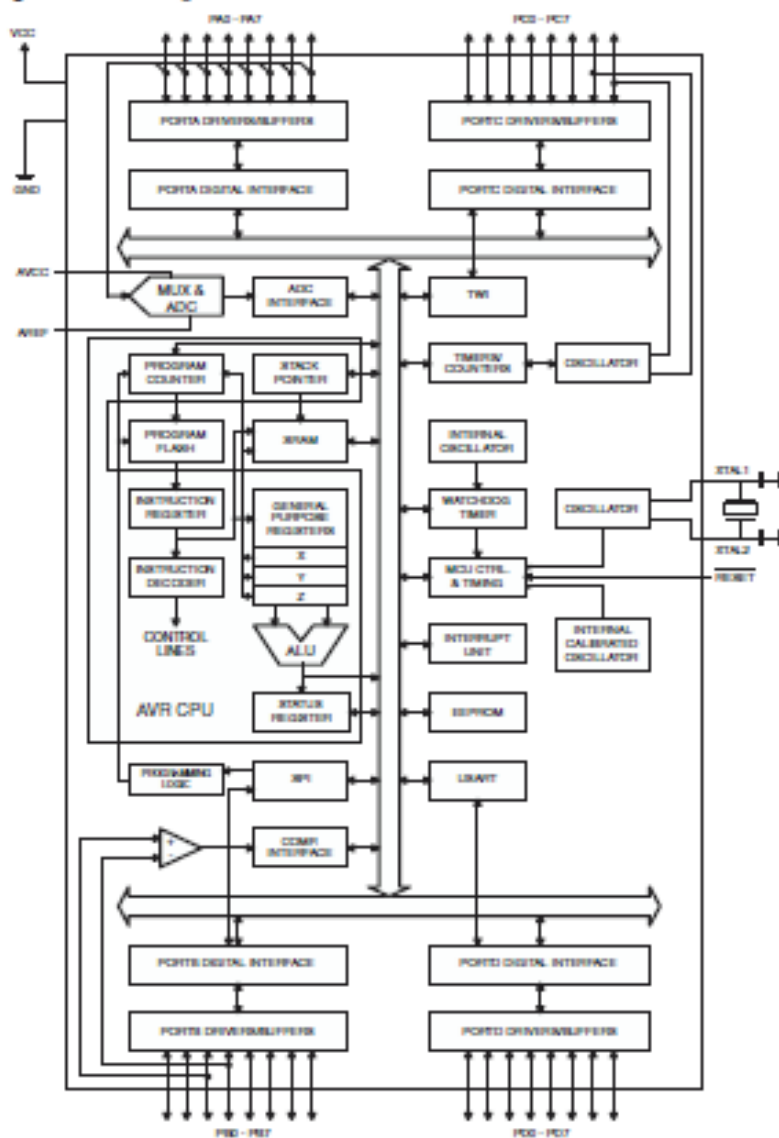 PA0 - PA7
PC0 - PC7
VCC
PORTA DRIVERS/BUFFERS
PORTC DRIVERS/BUFFERS
GND
PORTA DIGITAL INTERFACE
PORTC DIGITAL INTERFACE
AVCC
MUX &
ADC
ADC
INTERFACE
TWI
AREF
PROGRAM
COUNTER
STACK
POINTER
TIMERS/
COUNTERS
OSCILLATOR
PROGRAM
FLASH
SRAM
INTERNAL
OSCILLATOR
XTAL1
INSTRUCTION
REGISTER
GENERAL
PURPOSE
REGISTERS
WATCHDOG
TIMER
OSCILLATOR
XTAL2
X
INSTRUCTION
DECODER
Y
MCU CTRL.
& TIMING
RESET
Z
CONTROL
LINES
ALU
INTERRUPT
UNIT
INTERNAL
CALIBRATED
OSCILLATOR
AVR CPU
STATUS
REGISTER
EEPROM
PROGRAMMING
LOGIC
SPI
USART
+
-
COMP.
INTERFACE
PORTB DIGITAL INTERFACE
PORTD DIGITAL INTERFACE
PORTB DRIVERS/BUFFERS
PORTD DRIVERS/BUFFERS
PB0 - PB7
PD0 - PD7